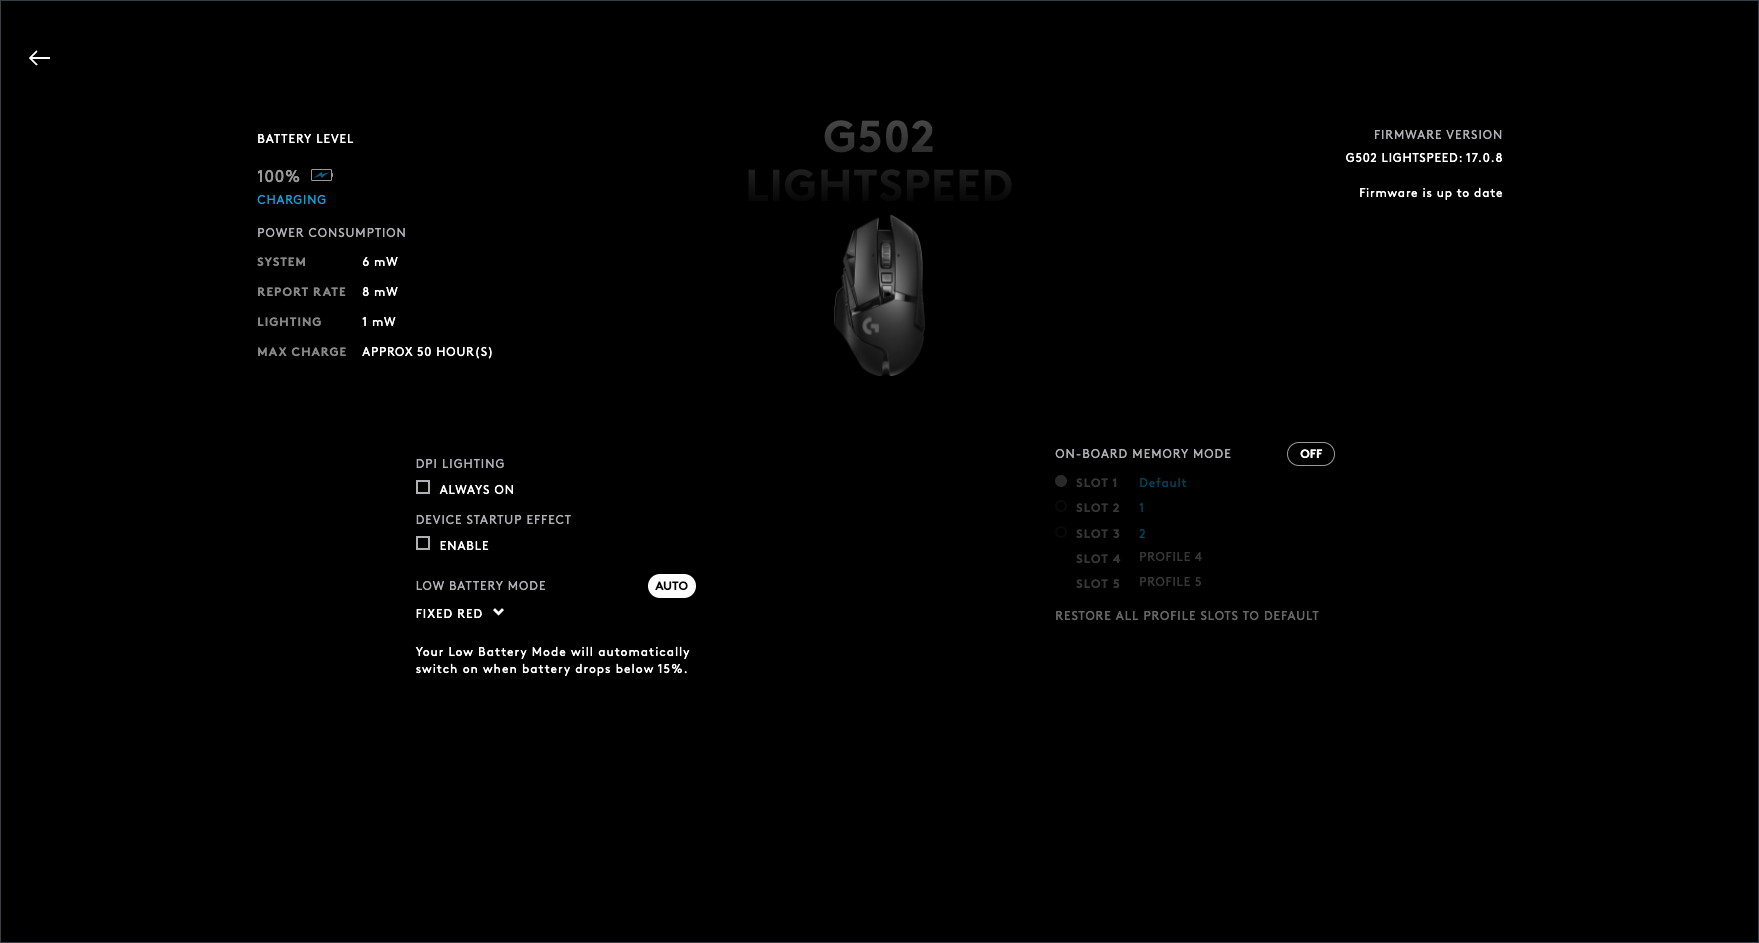 BATTERY LEVEL
100%
CHARGING
POWER CONSUMPTION
SYSTEM 6 mW
REPORT RATE 8 mW
LIGHTING 1 mW
MAX CHARGE APPROX 50 HOUR(S)
G502
LIGHTSPEED
FIRMWARE VERSION
G502 LIGHTSPEED: 17.0.8
Firmware is up to date
DPI LIGHTING
ALWAYS ON
DEVICE STARTUP EFFECT
ENABLE
LOW BATTERY MODE AUTO
FIXED RED
Your Low Battery Mode will automatically
switch on when battery drops below 15%.
ON-BOARD MEMORY MODE OFF
SLOT 1 Default
SLOT 2 1
SLOT 3 2
SLOT 4 PROFILE 4
SLOT 5 PROFILE 5
RESTORE ALL PROFILE SLOTS TO DEFAULT